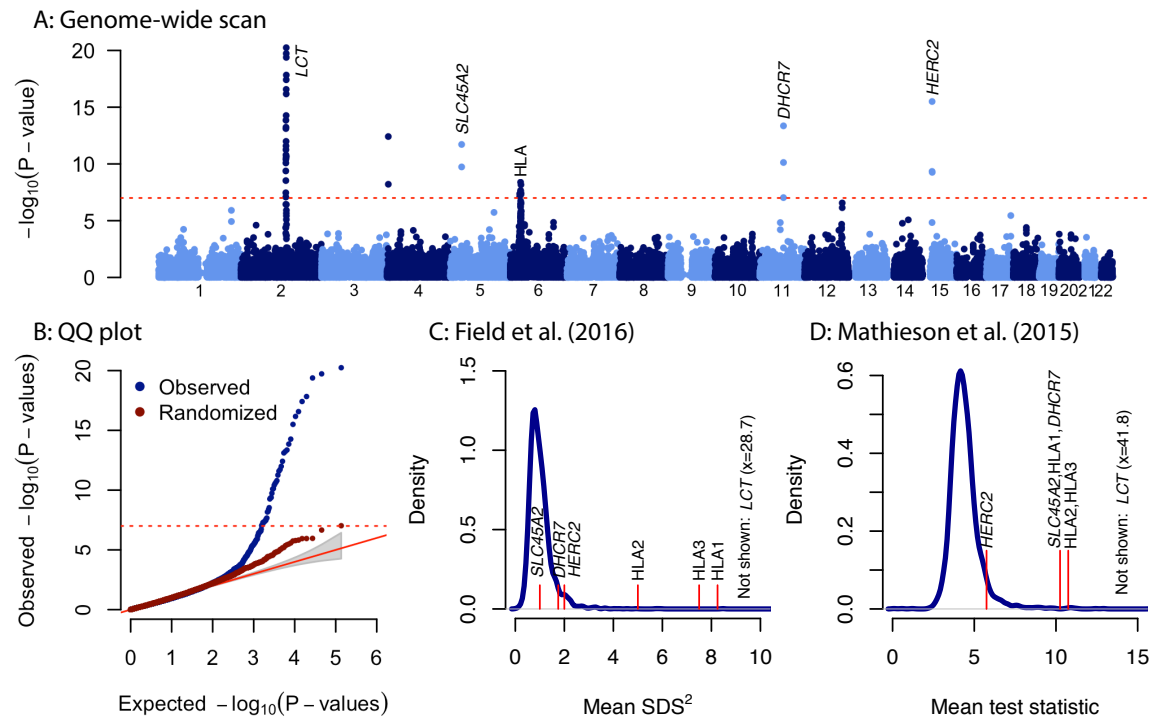 A: Genome-wide scan
−log10(P − value)
20
15
10
5
0
LCT
SLC45A2
HLA
DHCR7
HERC2
1 2 3 4 5 6 7 8 9 10 11 12 13 14 15 16 17 18 19 20 21 22
B: QQ plot
Observed −log10(P − values)
20
15
10
5
0
Observed
Randomized
0 1 2 3 4 5 6
Expected −log10(P − values)
C: Field et al. (2016)
Density
1.5
1.0
0.5
0.0
SLC45A2
DHCR7
HERC2
HLA2
HLA3
HLA1
Not shown: LCT (x=28.7)
0 2 4 6 8 10
Mean SDS2
D: Mathieson et al. (2015)
Density
0.6
0.4
0.2
0.0
HERC2
SLC45A2,HLA1,DHCR7
HLA2,HLA3
Not shown: LCT (x=41.8)
0 5 10 15
Mean test statistic